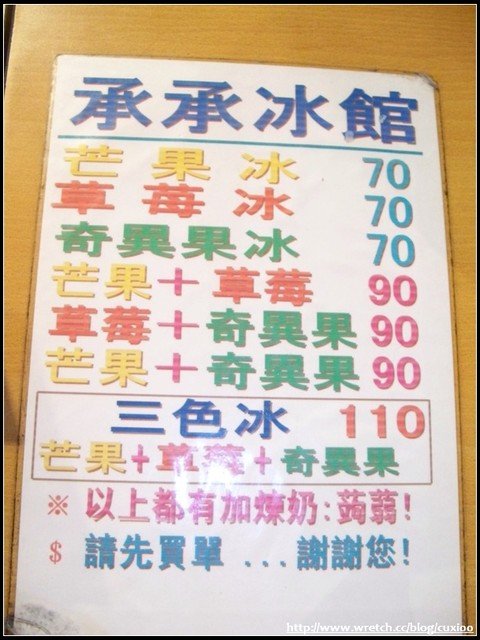 承承冰館
芒果冰 70
草莓冰 70
奇異果冰 70
芒果+草莓 90
草莓+奇異果 90
芒果+奇異果 90
三色冰 110
芒果+草莓+奇異果
※ 以上都有加煉奶:蒟蒻!
$ 請先買單 ...謝謝您!
http://www.wretch.cc/blog/cuxioo